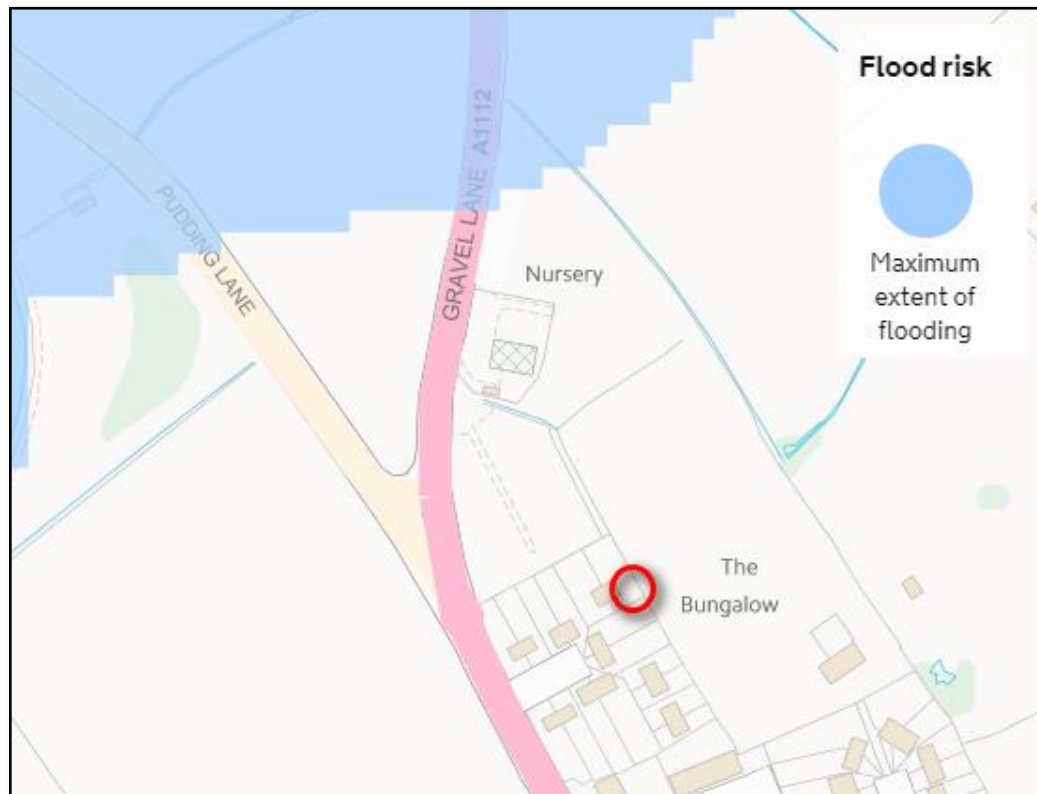 Flood risk
Maximum
extent of
flooding
PUDDING LANE
GRAVEL LANE A1112
Nursery
The
Bungalow